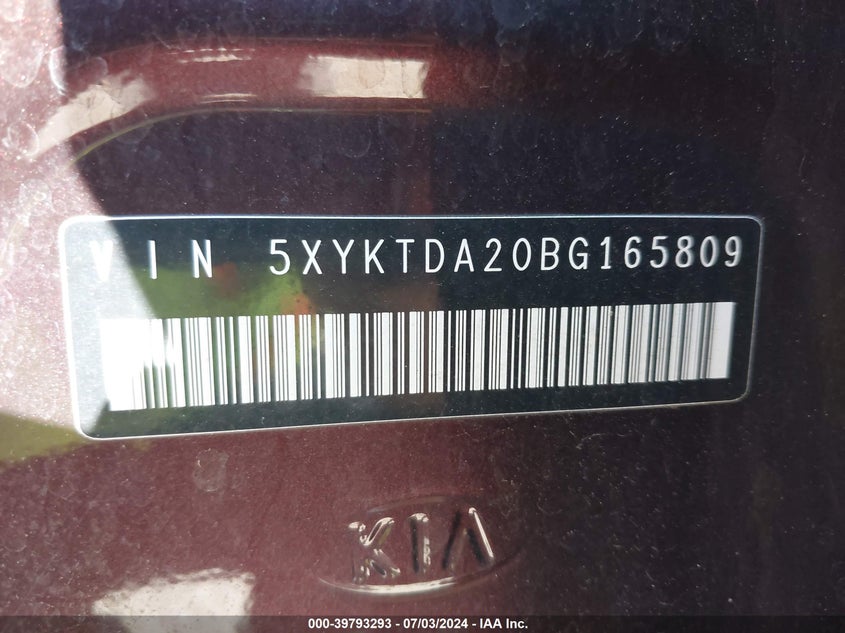 VIN 5XYKTDA20BG165809
KIA
000-39793293 - 07/03/2024 - IAA Inc.